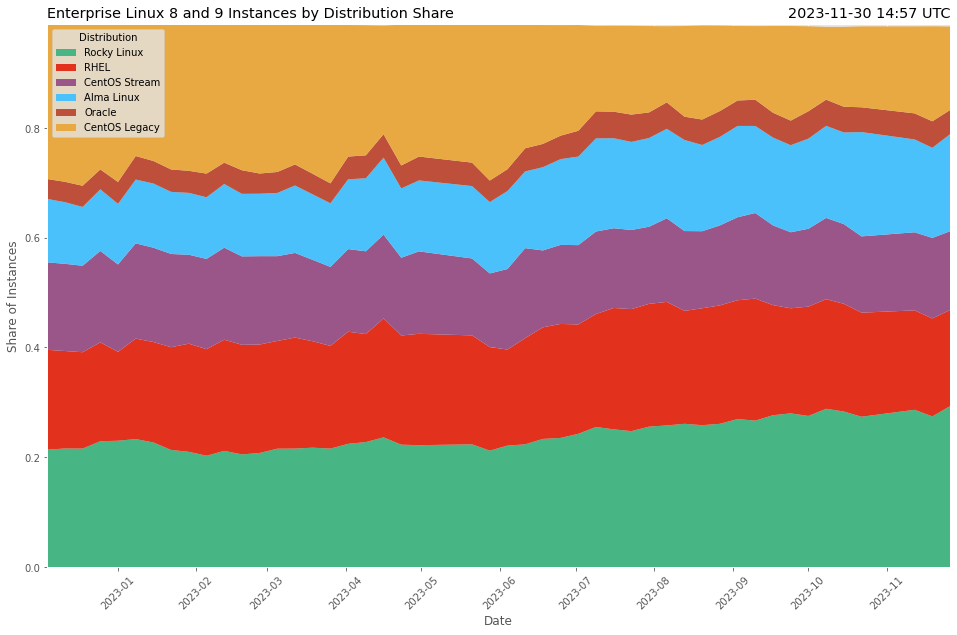 Enterprise Linux 8 and 9 Instances by Distribution Share
2023-11-30 14:57 UTC
Distribution
Rocky Linux
RHEL
CentOS Stream
Alma Linux
Oracle
CentOS Legacy
Share of Instances
0.8
0.6
0.4
0.2
0.0
2023-01
2023-02
2023-03
2023-04
2023-05
2023-06
2023-07
2023-08
2023-09
2023-10
2023-11
Date